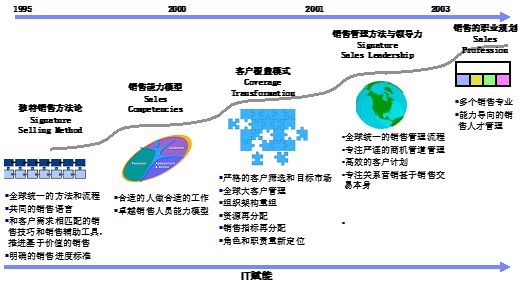 1995
2000
2001
2003
独特销售方法论
Signature
Selling Method
全球统一的方法和流程
共同的销售语言
和客户需求相匹配的销
售技巧和销售辅助工具，
推进基于价值的销售
明确的销售进度标准
销售能力模型
Sales
Competencies
合适的人做合适的工作
卓越销售人员能力模型
客户覆盖模式
Coverage
Transformation
严格的客户筛选和目标市场
全球大客户管理
组织架构重组
资源再分配
销售指标再分配
角色和职责重新定位
销售管理方法与领导力
Signature
Sales Leadership
全球统一的销售管理流程
专注严谨的商机管道管理
高效的客户计划
专注关系营销甚于销售交
易本身
销售的职业规划
Sales
Profession
多个销售专业
能力导向的销
售人才管理
IT赋能